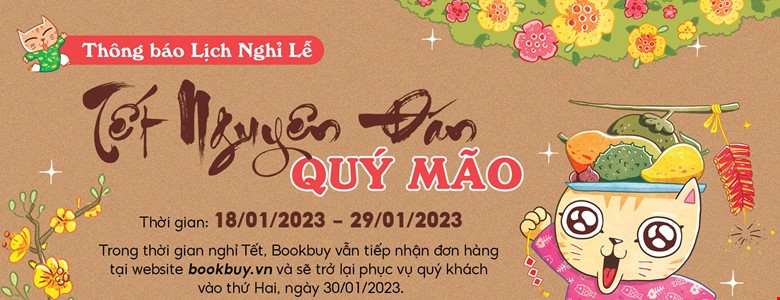 Thông báo Lịch Nghỉ Lễ
Tết Nguyên Đán
QUÝ MÃO
Thời gian: 18/01/2023 – 29/01/2023
Trong thời gian nghỉ Tết, Bookbuy vẫn tiếp nhận đơn hàng
tại website bookbuy.vn và sẽ trở lại phục vụ quý khách
vào thứ Hai, ngày 30/01/2023.